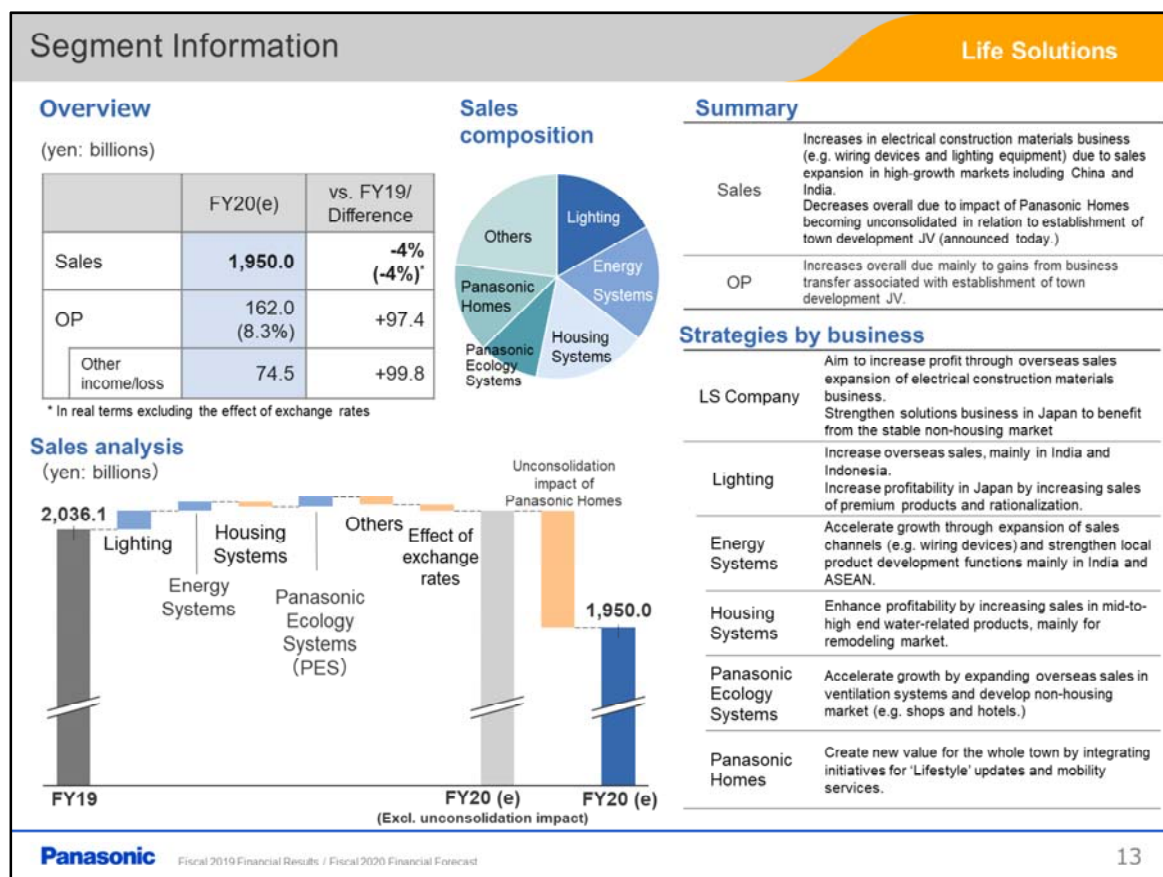 Segment Information
Life Solutions
Overview
(yen: billions)
FY20(e)
vs. FY19/
Difference
Sales
1,950.0
-4%
(-4%)*
OP
162.0
(8.3%)
+97.4
Other
income/loss
74.5
+99.8
* In real terms excluding the effect of exchange rates
Sales
composition
Lighting
Energy
Systems
Housing
Systems
Panasonic
Ecology
Systems
Panasonic
Homes
Others
Sales analysis
(yen: billions)
2,036.1
Lighting
Energy
Systems
Housing
Systems
Panasonic
Ecology
Systems
(PES)
Others
Effect of
exchange
rates
Unconsolidation
impact of
Panasonic Homes
1,950.0
FY19
FY20 (e)
(Excl. unconsolidation impact)
FY20 (e)
Summary
Sales
Increases in electrical construction materials business
(e.g. wiring devices and lighting equipment) due to sales
expansion in high-growth markets including China and
India.
Decreases overall due to impact of Panasonic Homes
becoming unconsolidated in relation to establishment of
town development JV (announced today.)
OP
Increases overall due mainly to gains from business
transfer associated with establishment of town
development JV.
Strategies by business
LS Company
Aim to increase profit through overseas sales
expansion of electrical construction materials
business.
Strengthen solutions business in Japan to benefit
from the stable non-housing market
Lighting
Increase overseas sales, mainly in India and
Indonesia.
Increase profitability in Japan by increasing sales
of premium products and rationalization.
Energy
Systems
Accelerate growth through expansion of sales
channels (e.g. wiring devices) and strengthen local
product development functions mainly in India and
ASEAN.
Housing
Systems
Enhance profitability by increasing sales in mid-to-
high end water-related products, mainly for
remodeling market.
Panasonic
Ecology
Systems
Accelerate growth by expanding overseas sales in
ventilation systems and develop non-housing
market (e.g. shops and hotels.)
Panasonic
Homes
Create new value for the whole town by integrating
initiatives for 'Lifestyle' updates and mobility
services.
Panasonic
Fiscal 2019 Financial Results / Fiscal 2020 Financial Forecast
13